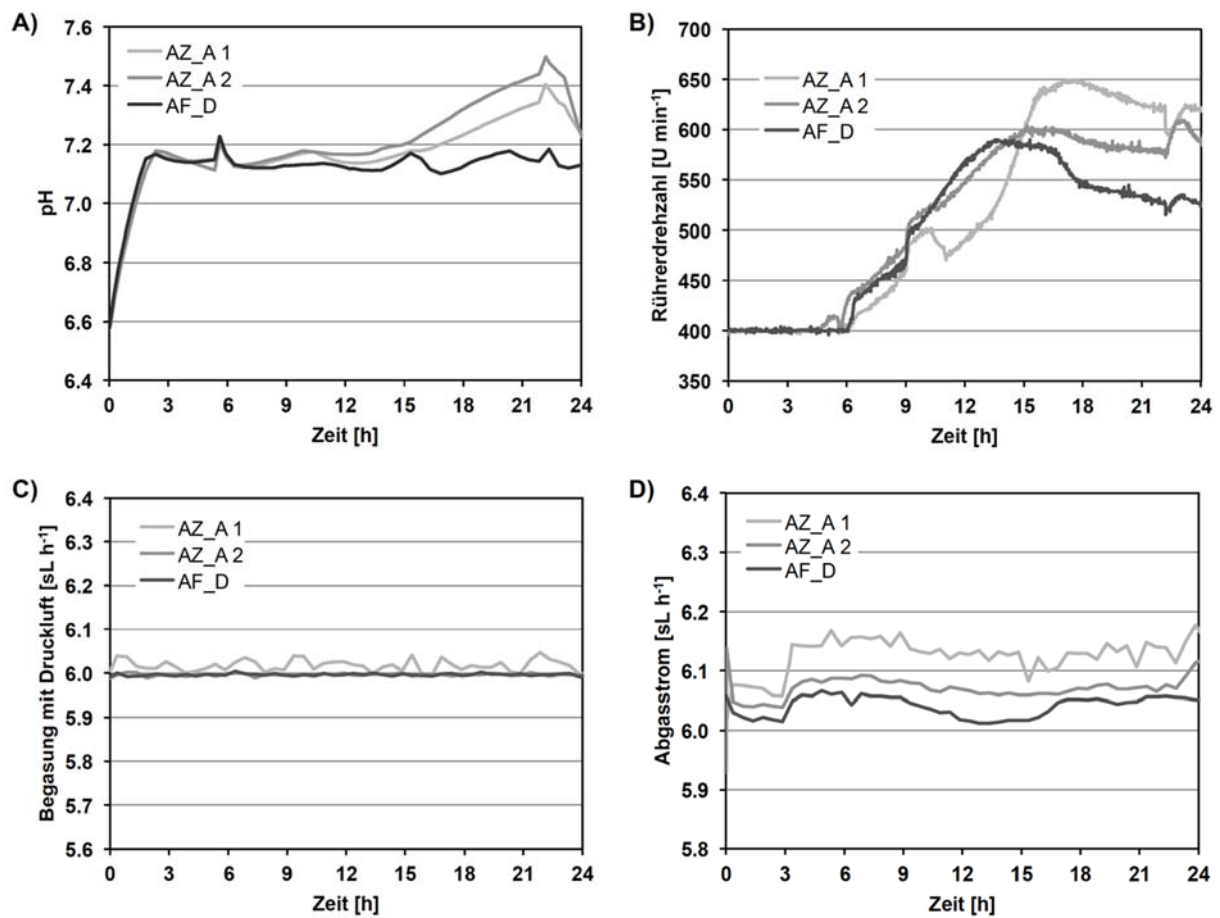 A)
pH
7.6
7.4
7.2
7.0
6.8
6.6
6.4
AZ_A 1
AZ_A 2
AF_D
0 3 6 9 12 15 18 21 24
Zeit [h]
B)
Rührerdrehzahl [U min⁻¹]
700
650
600
550
500
450
400
350
AZ_A 1
AZ_A 2
AF_D
0 3 6 9 12 15 18 21 24
Zeit [h]
C)
Begasung mit Druckluft [sL h⁻¹]
6.4
6.3
6.2
6.1
6.0
5.9
5.8
5.7
5.6
AZ_A 1
AZ_A 2
AF_D
0 3 6 9 12 15 18 21 24
Zeit [h]
D)
Abgasstrom [sL h⁻¹]
6.4
6.3
6.2
6.1
6.0
5.9
5.8
AZ_A 1
AZ_A 2
AF_D
0 3 6 9 12 15 18 21 24
Zeit [h]